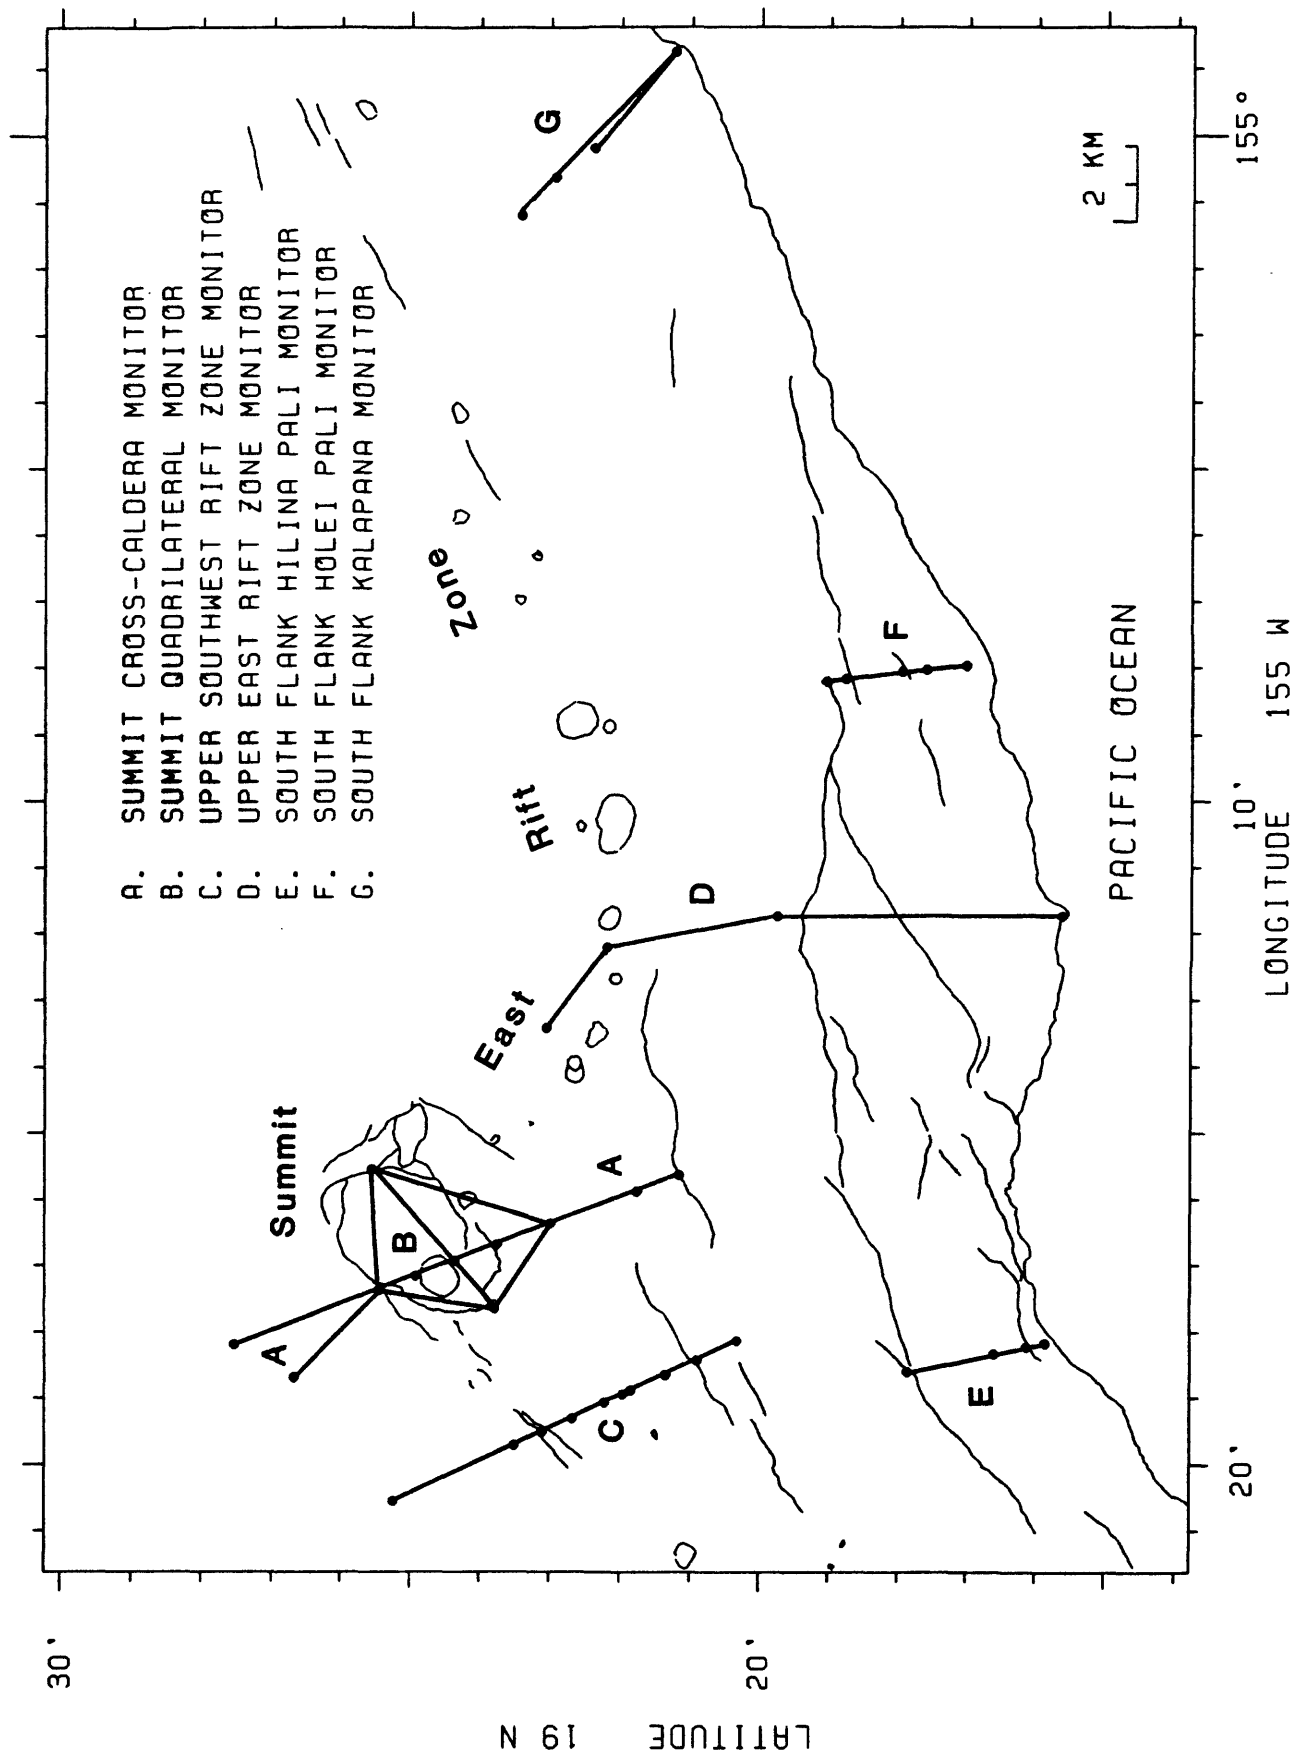 A. SUMMIT CROSS-CALDERA MONITOR
B. SUMMIT QUADRILATERAL MONITOR
C. UPPER SOUTHWEST RIFT ZONE MONITOR
D. UPPER EAST RIFT ZONE MONITOR
E. SOUTH FLANK HILINA PALI MONITOR
F. SOUTH FLANK HOLEI PALI MONITOR
G. SOUTH FLANK KALAPANA MONITOR
30'
Summit
A
B
A
East
Rift
Zone
G
C
D
20'
F
E
LATITUDE 19 N
PACIFIC OCEAN
2 KM
20'
10'
155°
LONGITUDE 155 W